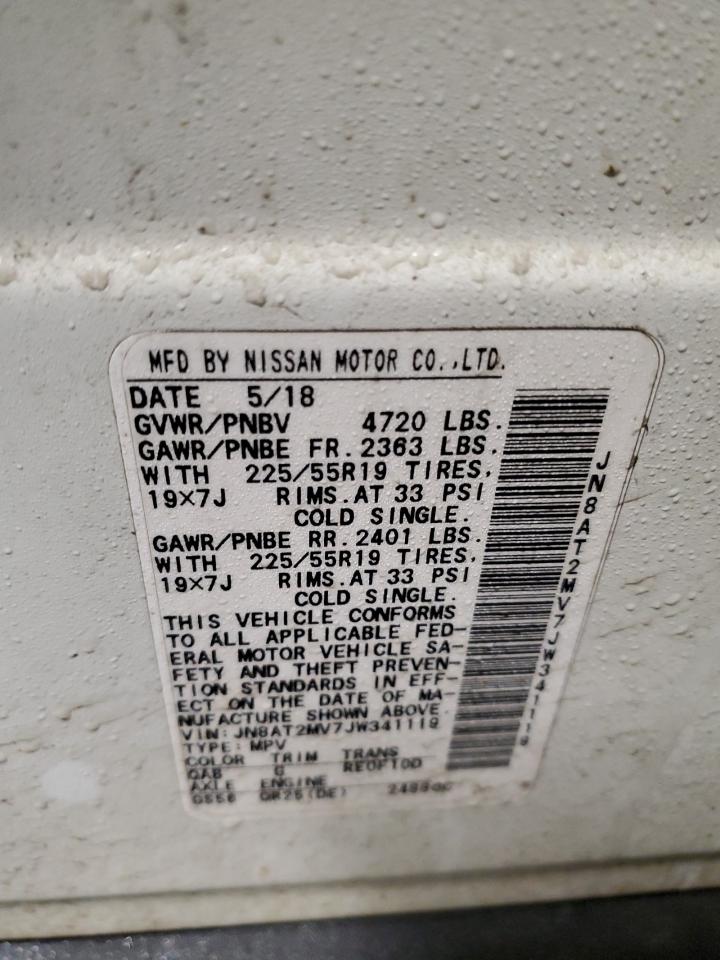 MFD BY NISSAN MOTOR CO.,LTD.
DATE 5/18
GVWR/PNBV 4720 LBS.
GAWR/PNBE FR. 2363 LBS.
WITH 225/55R19 TIRES,
19×7J RIMS.AT 33 PSI
COLD SINGLE.
GAWR/PNBE RR. 2401 LBS.
WITH 225/55R19 TIRES,
19×7J RIMS.AT 33 PSI
COLD SINGLE.
THIS VEHICLE CONFORMS
TO ALL APPLICABLE FED-
ERAL MOTOR VEHICLE SA-
FETY AND THEFT PREVEN-
TION STANDARDS IN EFF-
ECT ON THE DATE OF MA-
NUFACTURE SHOWN ABOVE.
VIN: JN8AT2MV7JW341119
TYPE: MPV
COLOR TRIM TRANS
QAB G RE0F10D
AXLE ENGINE
QR25(DE)
JN8AT2MV7JW341119